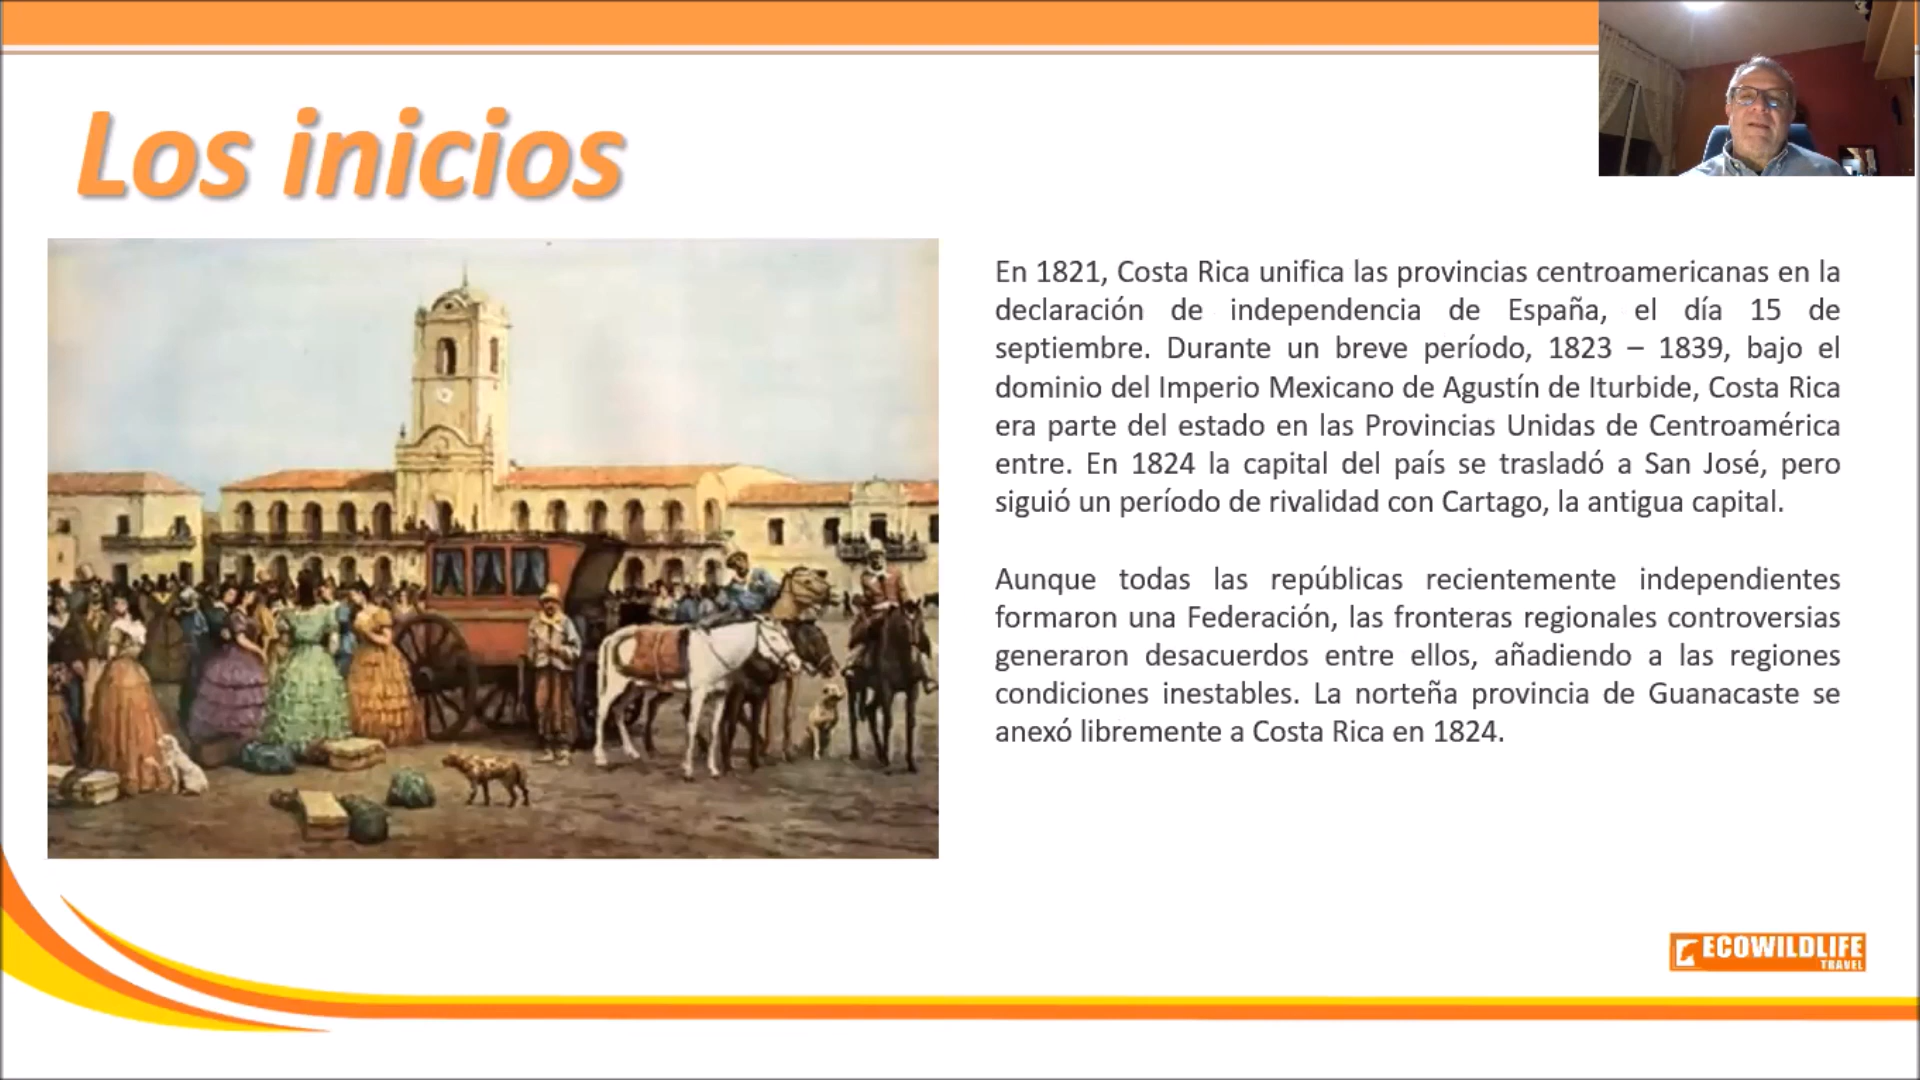 Los inicios
En 1821, Costa Rica unifica las provincias centroamericanas en la
declaración de independencia de España, el día 15 de
septiembre. Durante un breve período, 1823 – 1839, bajo el
dominio del Imperio Mexicano de Agustín de Iturbide, Costa Rica
era parte del estado en las Provincias Unidas de Centroamérica
entre. En 1824 la capital del país se trasladó a San José, pero
siguió un período de rivalidad con Cartago, la antigua capital.
Aunque todas las repúblicas recientemente independientes
formaron una Federación, las fronteras regionales controversias
generaron desacuerdos entre ellos, añadiendo a las regiones
condiciones inestables. La norteña provincia de Guanacaste se
anexó libremente a Costa Rica en 1824.
ECOWILDLIFE
TRAVEL